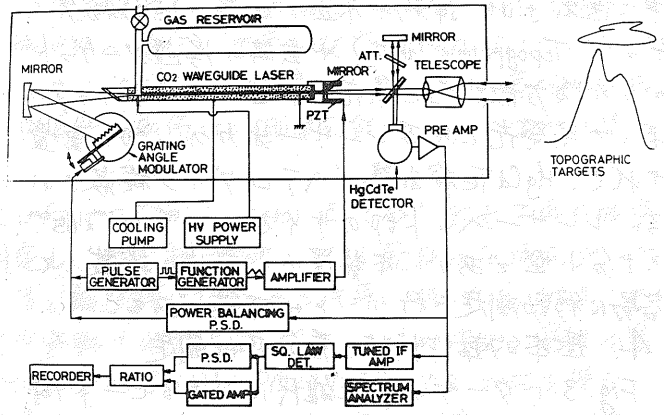 GAS RESERVOIR
MIRROR
CO2 WAVEGUIDE LASER
MIRROR
PZT
GRATING
ANGLE
MODULATOR
MIRROR
ATT.
TELESCOPE
PRE AMP
HgCdTe
DETECTOR
TOPOGRAPHIC
TARGETS
COOLING
PUMP
HV POWER
SUPPLY
PULSE
GENERATOR
FUNCTION
GENERATOR
AMPLIFIER
POWER BALANCING
P.S.D.
RECORDER
RATIO
P.S.D.
GATED AMP
SQ. LAW
DET.
TUNED IF
AMP
SPECTRUM
ANALYZER